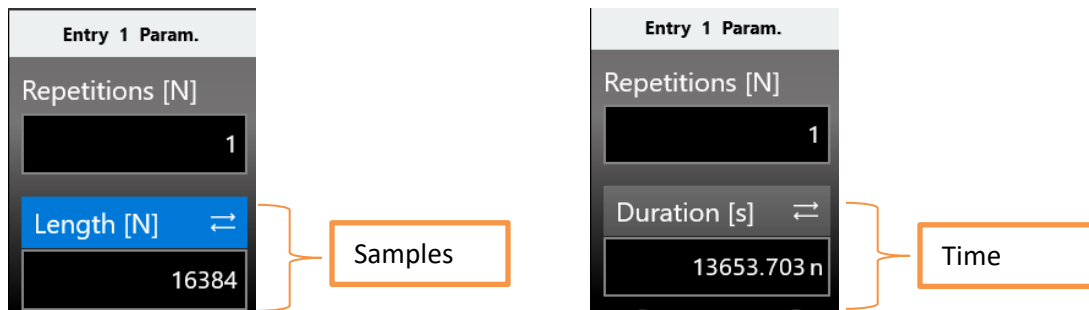 Entry 1 Param.
Repetitions [N]
1
Length [N]
16384
Samples
Entry 1 Param.
Repetitions [N]
1
Duration [s]
13653.703 n
Time